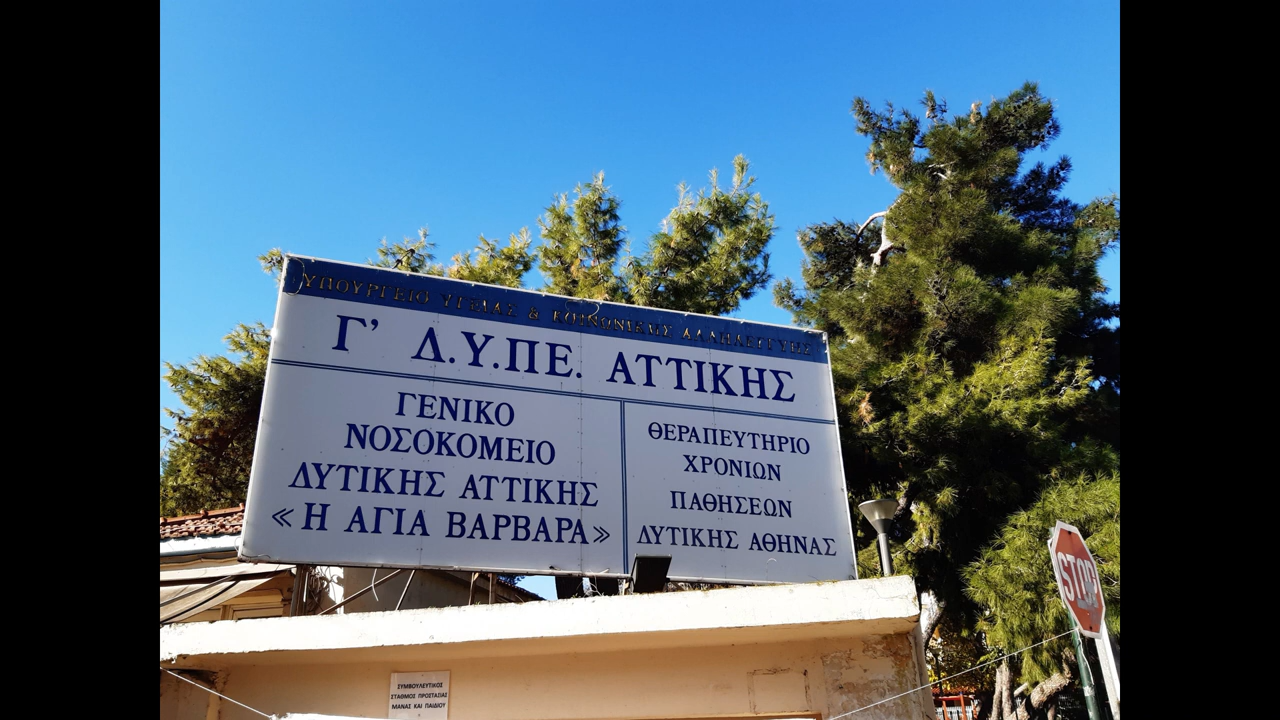 ΥΠΟΥΡΓΕΙΟ ΥΓΕΙΑΣ & ΚΟΙΝΩΝΙΚΗΣ ΑΛΛΗΛΕΓΓΥΗΣ
Γ' Δ.Υ.ΠΕ. ΑΤΤΙΚΗΣ
ΓΕΝΙΚΟ
ΝΟΣΟΚΟΜΕΙΟ
ΔΥΤΙΚΗΣ ΑΤΤΙΚΗΣ
«Η ΑΓΙΑ ΒΑΡΒΑΡΑ»
ΘΕΡΑΠΕΥΤΗΡΙΟ
ΧΡΟΝΙΩΝ
ΠΑΘΗΣΕΩΝ
ΔΥΤΙΚΗΣ ΑΘΗΝΑΣ
STOP
ΣΥΜΒΟΥΛΕΥΤΙΚΟΣ
ΣΤΑΘΜΟΣ ΠΡΟΣΤΑΣΙΑΣ
ΜΑΝΑΣ ΚΑΙ ΠΑΙΔΙΟΥ